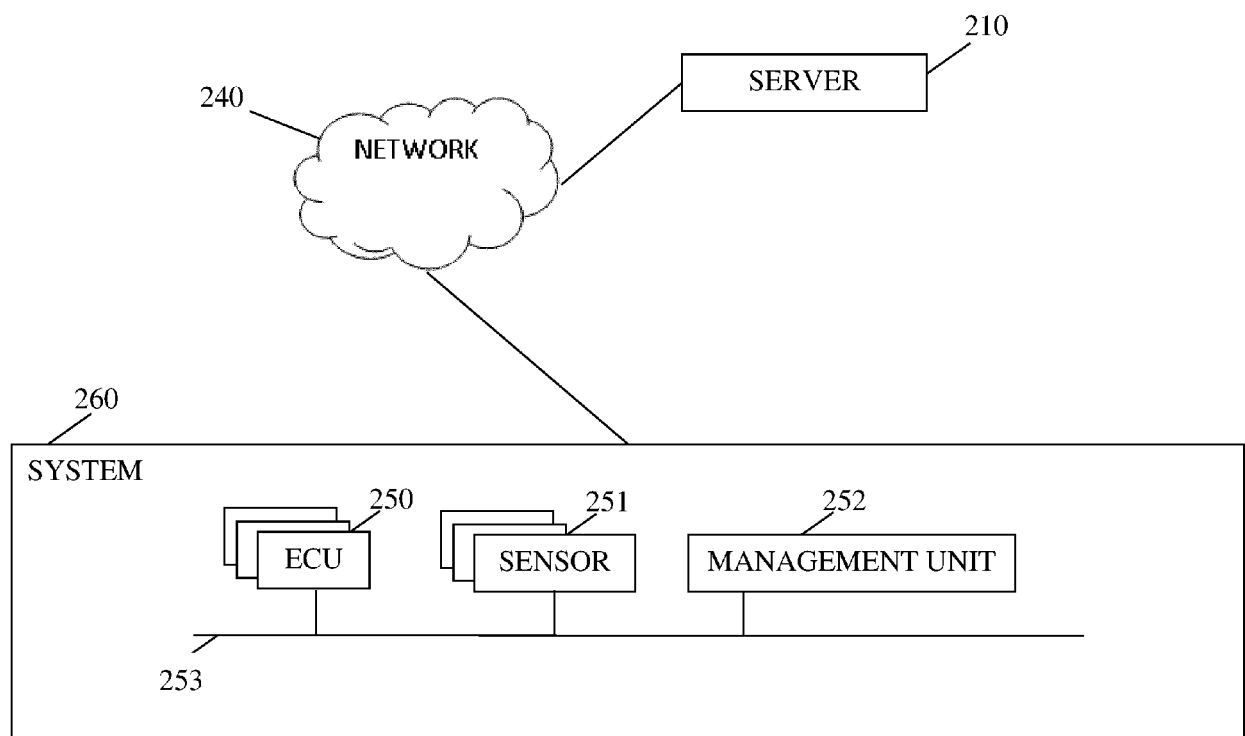 210
SERVER
240
NETWORK
260
SYSTEM
250
251
252
ECU
SENSOR
MANAGEMENT UNIT
253